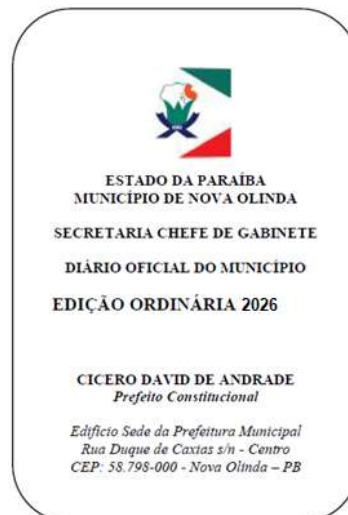 ESTADO DA PARAÍBA
MUNICÍPIO DE NOVA OLINDA
SECRETARIA CHEFE DE GABINETE
DIÁRIO OFICIAL DO MUNICÍPIO
EDIÇÃO ORDINÁRIA 2026
CICERO DAVID DE ANDRADE
Prefeito Constitucional
Edifício Sede da Prefeitura Municipal
Rua Duque de Caxias s/n - Centro
CEP: 58.798-000 - Nova Olinda – PB